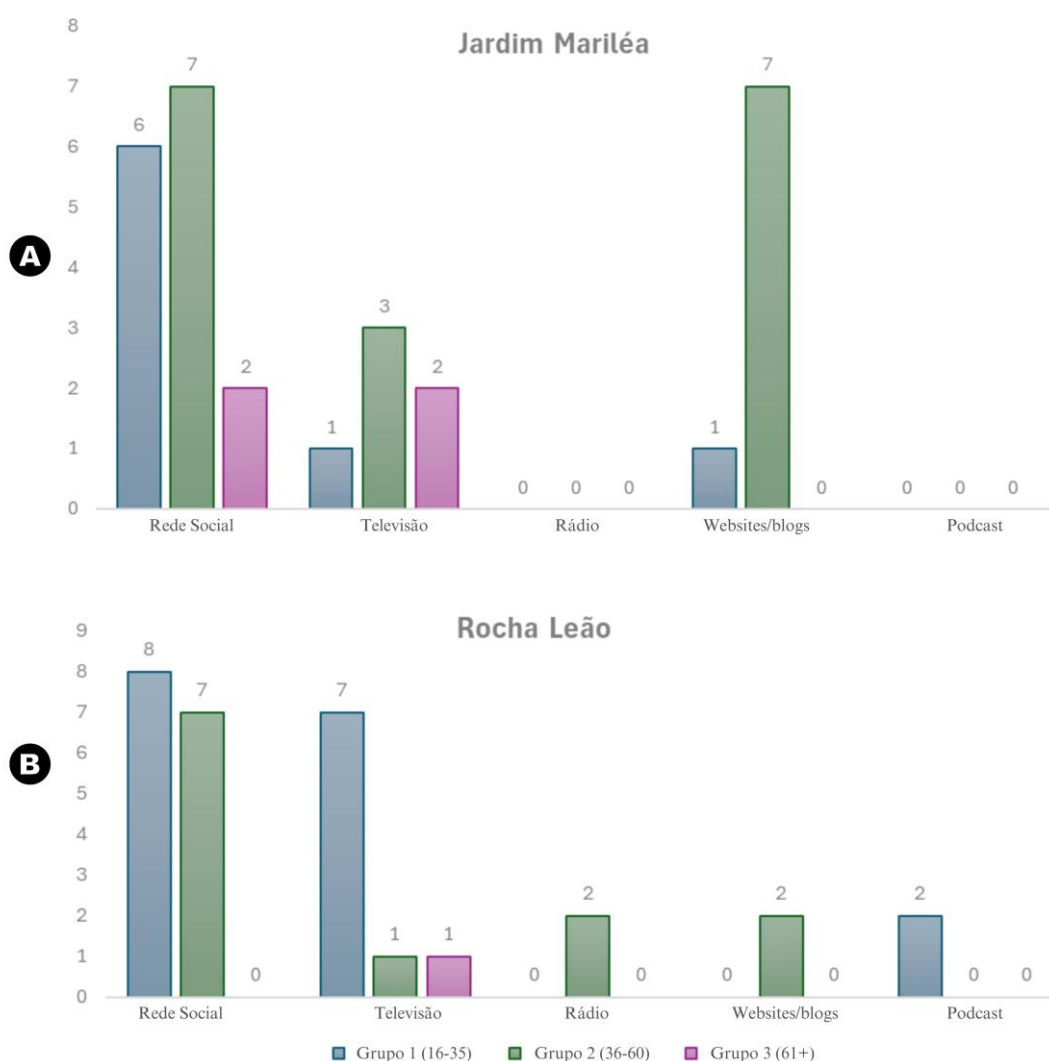 Jardim Mariléa
A
8
7
6
5
4
3
2
1
0
6
7
2
1
3
2
0
0
0
1
7
0
0
0
0
Rede Social
Televisão
Rádio
Websites/blogs
Podcast
Rocha Leão
B
9
8
7
6
5
4
3
2
1
0
8
7
0
7
1
1
0
2
0
0
2
0
2
0
0
Rede Social
Televisão
Rádio
Websites/blogs
Podcast
Grupo 1 (16-35)
Grupo 2 (36-60)
Grupo 3 (61+)